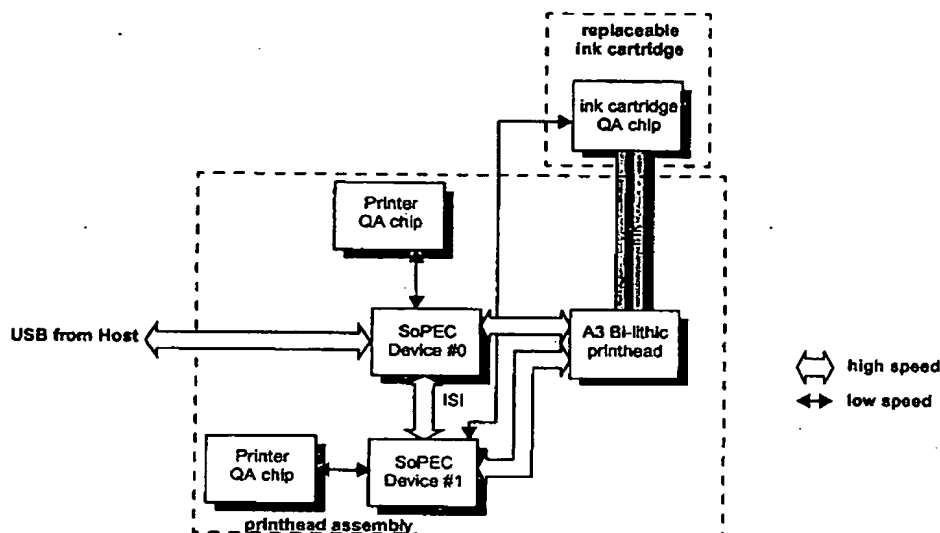 replaceable
ink cartridge
ink cartridge
QA chip
Printer
QA chip
USB from Host
SoPEC
Device #0
A3 Bi-lithic
printhead
high speed
low speed
ISI
Printer
QA chip
SoPEC
Device #1
printhead assembly